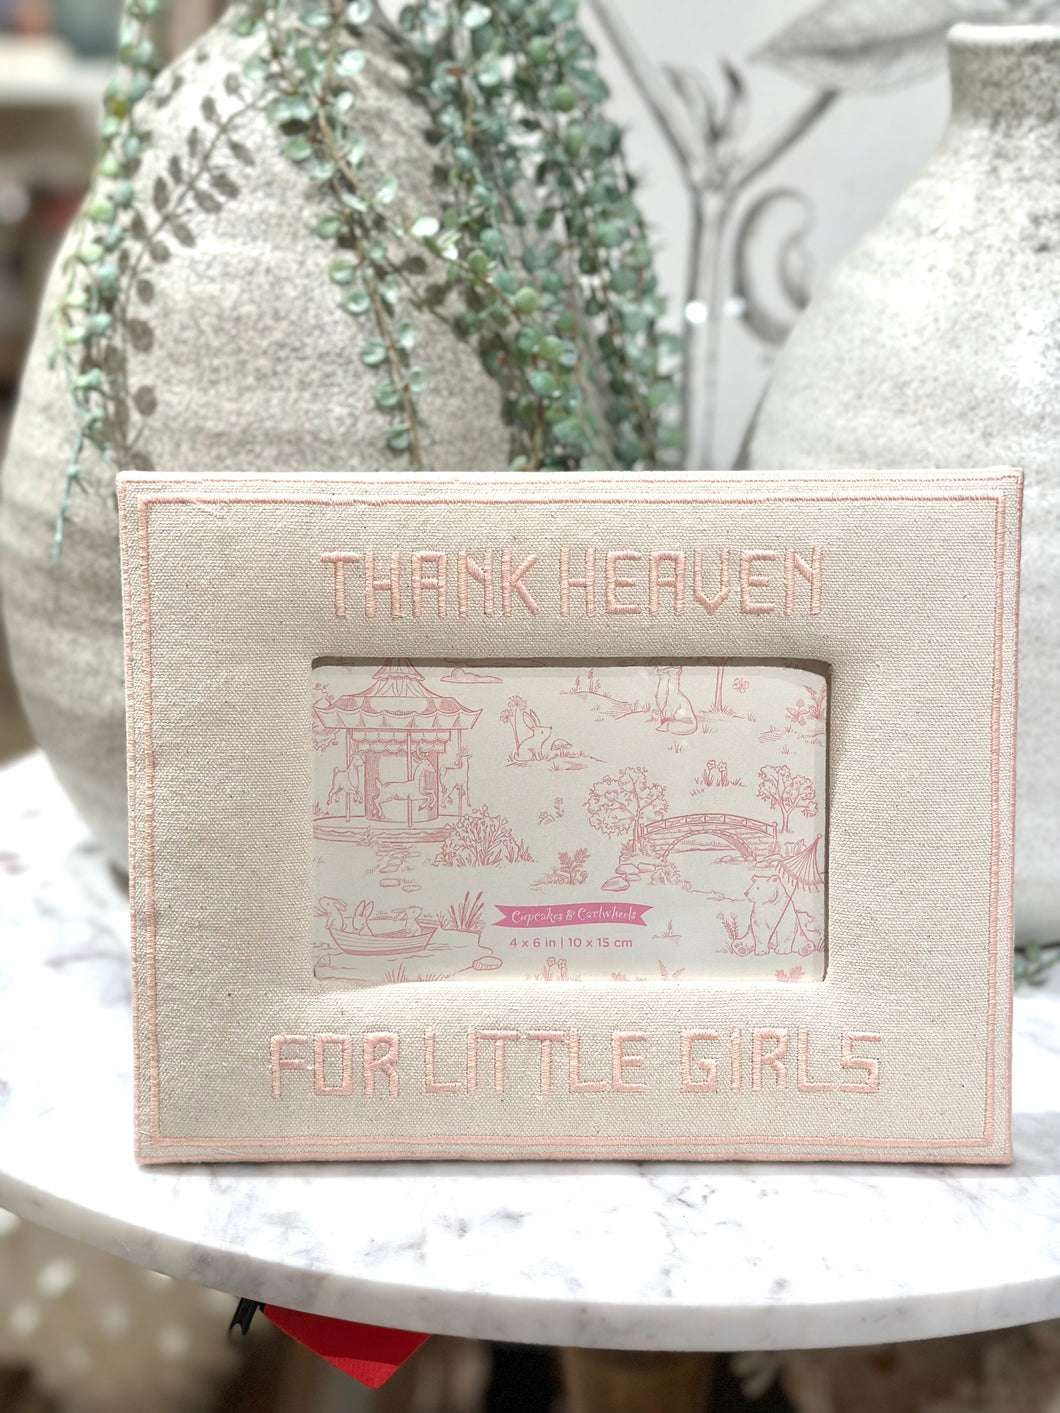 THANK HEAVEN
Cupcakes & Cartwheels
4 x 6 in | 10 x 15 cm
FOR LITTLE GIRLS